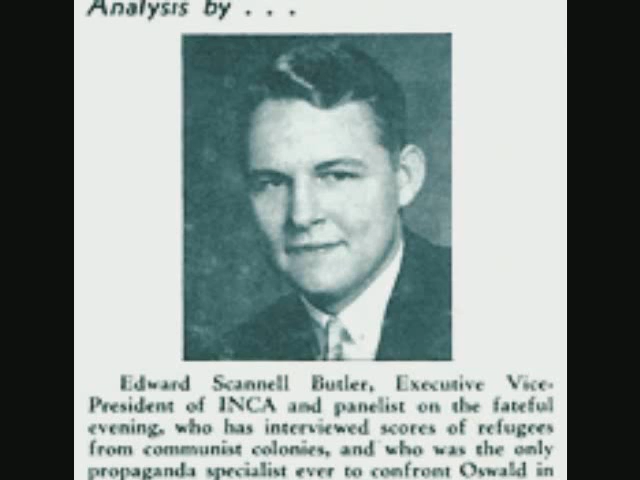 Analysis by . . .
Edward Scannell Butler, Executive Vice-
President of INCA and panelist on the fateful
evening, who has interviewed scores of refugees
from communist colonies, and who was the only
propaganda specialist ever to confront Oswald in